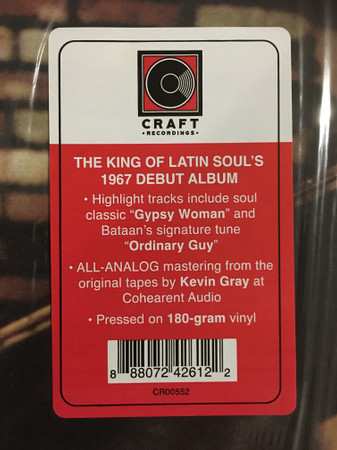 CRAFT
• RECORDINGS •
THE KING OF LATIN SOUL'S
1967 DEBUT ALBUM
• Highlight tracks include soul
classic “Gypsy Woman” and
Bataan's signature tune
“Ordinary Guy”
• ALL-ANALOG mastering from the
original tapes by Kevin Gray at
Cohearent Audio
• Pressed on 180-gram vinyl
8 88072 42612 2
CR00552